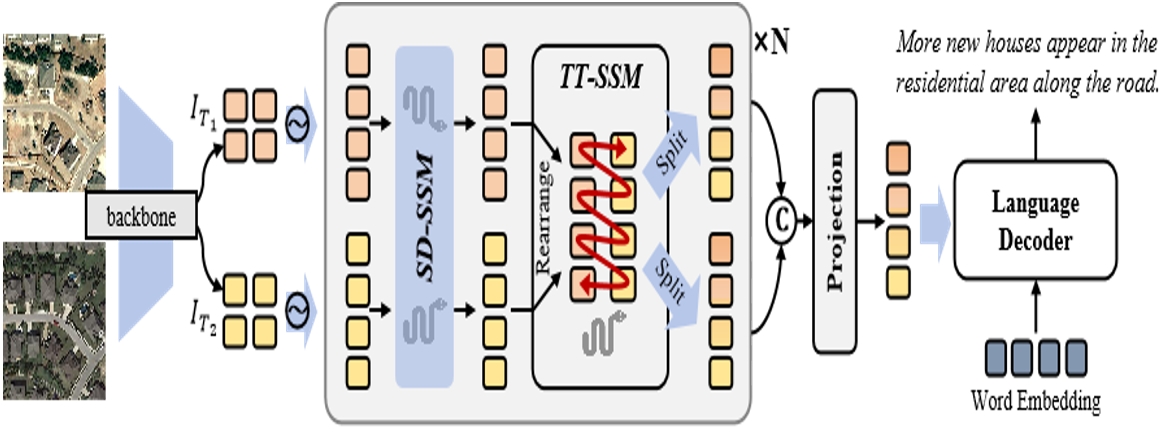 backbone
I_{T_1}
I_{T_2}
SD-SSM
Rearrange
TT-SSM
Split
Split
×N
C
Projection
More new houses appear in the
residential area along the road.
Language
Decoder
Word Embedding